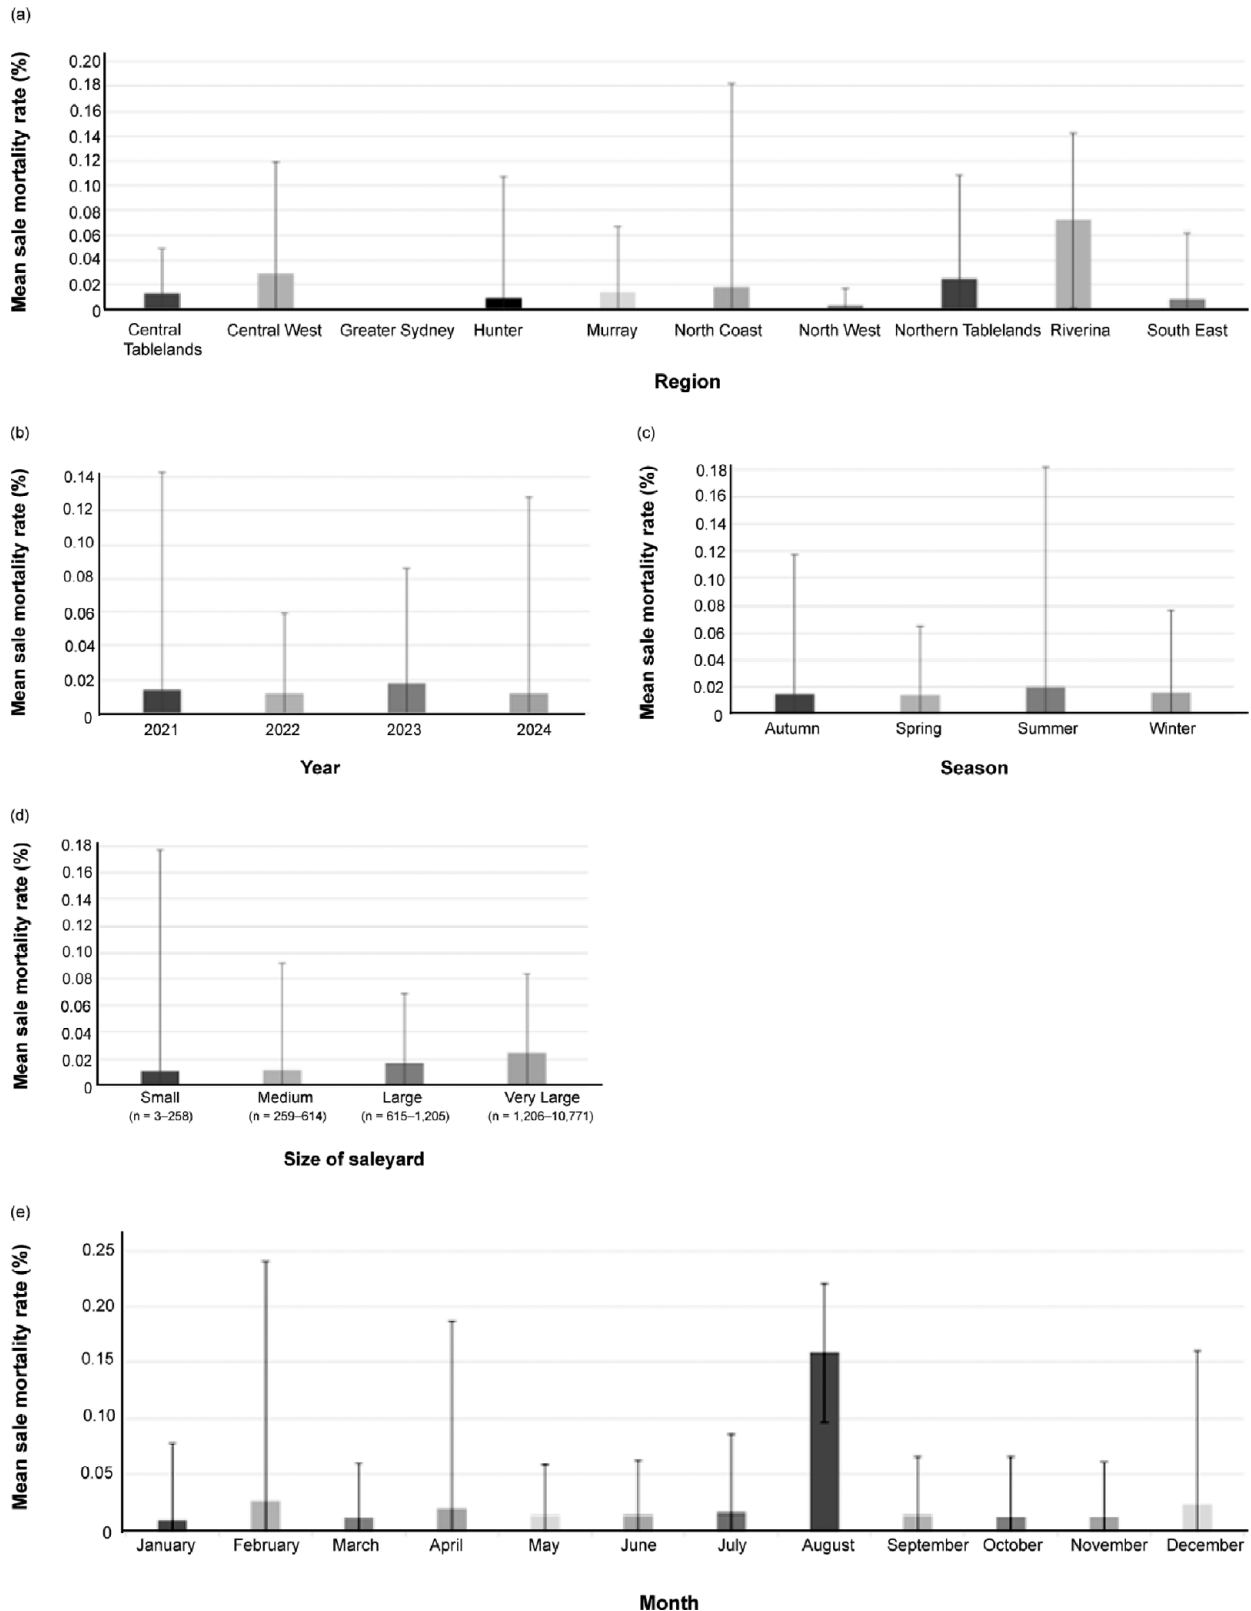 (a)
Mean sale mortality rate (%)
0.20
0.18
0.16
0.14
0.12
0.10
0.08
0.06
0.04
0.02
0
Central Tablelands
Central West
Greater Sydney
Hunter
Murray
North Coast
North West
Northern Tablelands
Riverina
South East
Region
(b)
Mean sale mortality rate (%)
0.14
0.12
0.10
0.08
0.06
0.04
0.02
0
2021
2022
2023
2024
Year
(c)
Mean sale mortality rate (%)
0.18
0.16
0.14
0.12
0.10
0.08
0.06
0.04
0.02
0
Autumn
Spring
Summer
Winter
Season
(d)
Mean sale mortality rate (%)
0.18
0.16
0.14
0.12
0.10
0.08
0.06
0.04
0.02
0
Small
(n = 3–258)
Medium
(n = 259–614)
Large
(n = 615–1,205)
Very Large
(n = 1,206–10,771)
Size of saleyard
(e)
Mean sale mortality rate (%)
0.25
0.20
0.15
0.10
0.05
0
January
February
March
April
May
June
July
August
September
October
November
December
Month